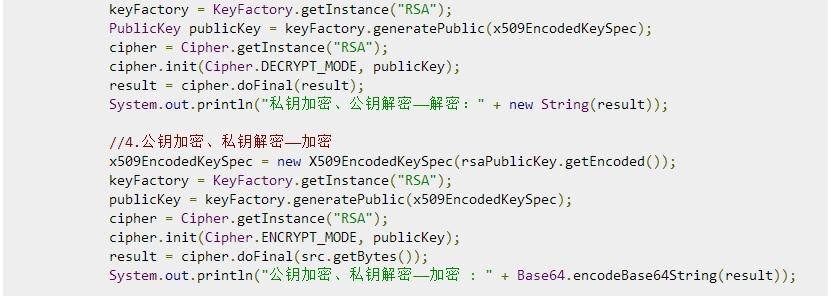 keyFactory = KeyFactory.getInstance("RSA");
PublicKey publicKey = keyFactory.generatePublic(x509EncodedKeySpec);
cipher = Cipher.getInstance("RSA");
cipher.init(Cipher.DECRYPT_MODE, publicKey);
result = cipher.doFinal(result);
System.out.println("私钥加密、公钥解密——解密：" + new String(result));
//4.公钥加密、私钥解密——加密
x509EncodedKeySpec = new X509EncodedKeySpec(rsaPublicKey.getEncoded());
keyFactory = KeyFactory.getInstance("RSA");
publicKey = keyFactory.generatePublic(x509EncodedKeySpec);
cipher = Cipher.getInstance("RSA");
cipher.init(Cipher.ENCRYPT_MODE, publicKey);
result = cipher.doFinal(src.getBytes());
System.out.println("公钥加密、私钥解密——加密 : " + Base64.encodeBase64String(result));